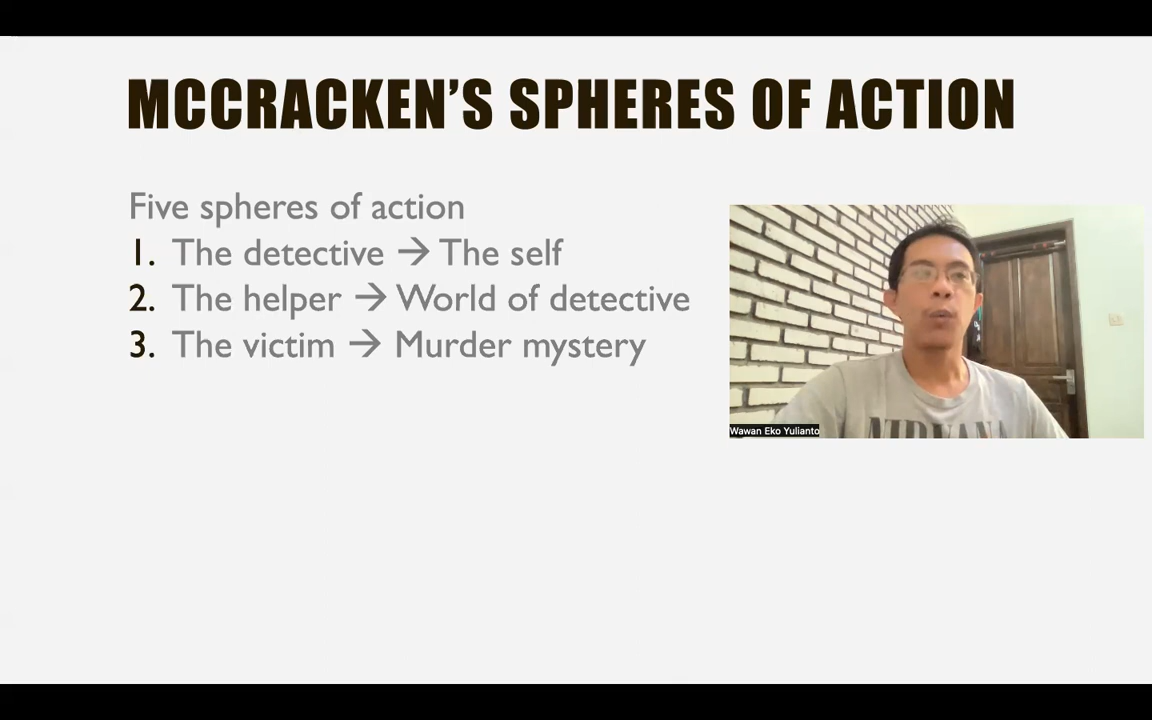 MCCRACKEN'S SPHERES OF ACTION
Five spheres of action
1. The detective → The self
2. The helper → World of detective
3. The victim → Murder mystery
Wawan Eko Yulianto
NIRVANA